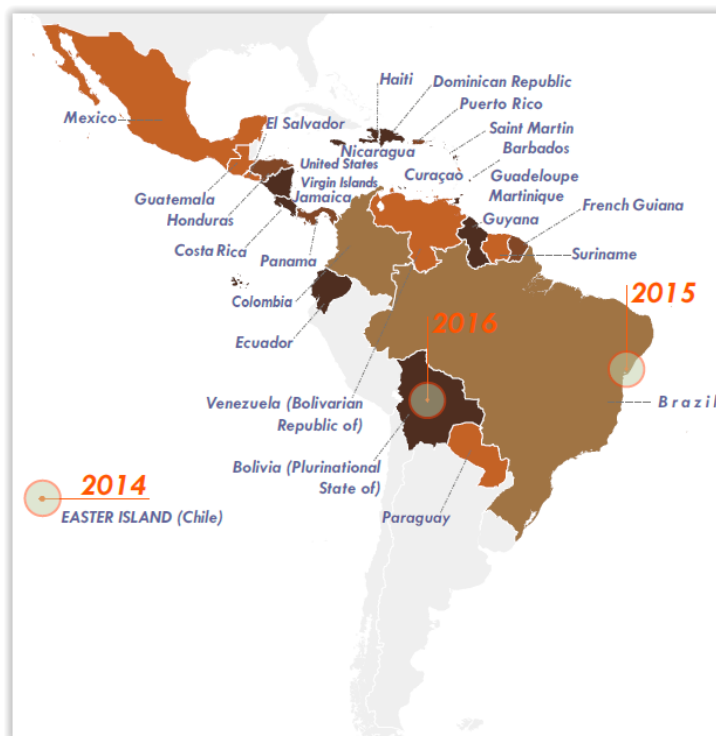 Haiti
Dominican Republic
Puerto Rico
Mexico
El Salvador
Saint Martin
Barbados
Nicaragua
United States
Virgin Islands
Jamaica
Curaçao
Guadeloupe
Martinique
Guatemala
Honduras
Guyana
French Guiana
Costa Rica
Panama
Suriname
Colombia
2015
2016
Ecuador
Venezuela (Bolivarian
Republic of)
Brazil
Bolivia (Plurinational
State of)
2014
EASTER ISLAND (Chile)
Paraguay